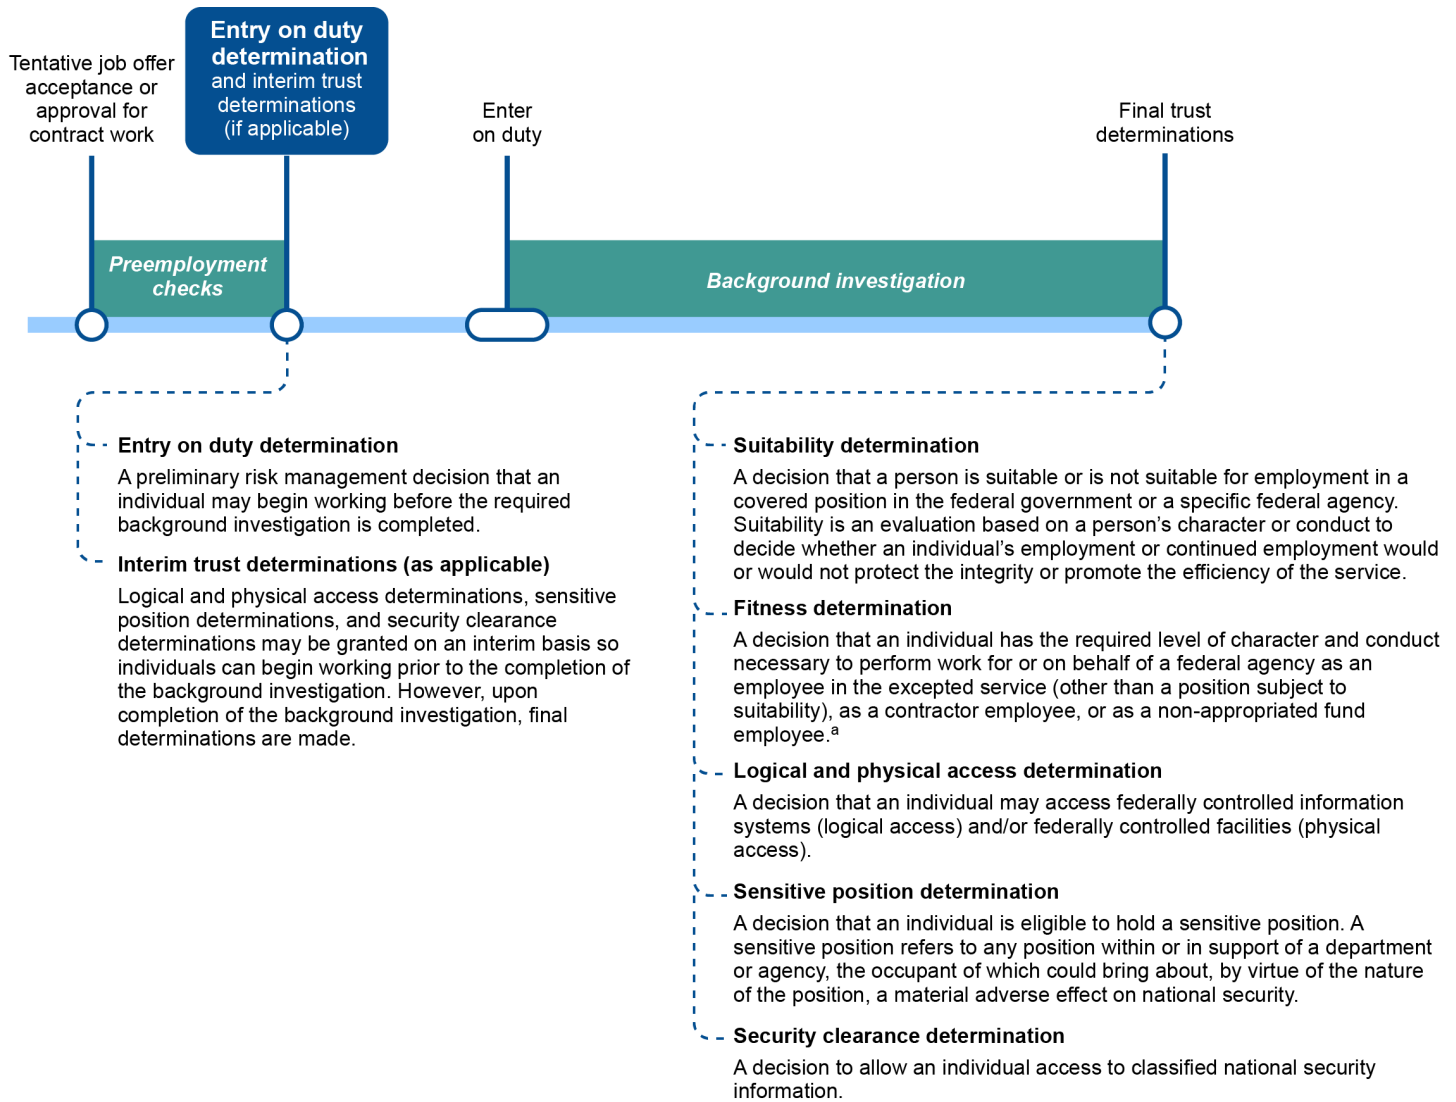 Tentative job offer
acceptance or
approval for
contract work
Entry on duty
determination
and interim trust
determinations
(if applicable)
Enter
on duty
Final trust
determinations
Preemployment
checks
Background investigation
Entry on duty determination
A preliminary risk management decision that an
individual may begin working before the required
background investigation is completed.
Interim trust determinations (as applicable)
Logical and physical access determinations, sensitive
position determinations, and security clearance
determinations may be granted on an interim basis so
individuals can begin working prior to the completion of
the background investigation. However, upon
completion of the background investigation, final
determinations are made.
Suitability determination
A decision that a person is suitable or is not suitable for employment in a
covered position in the federal government or a specific federal agency.
Suitability is an evaluation based on a person’s character or conduct to
decide whether an individual’s employment or continued employment would
or would not protect the integrity or promote the efficiency of the service.
Fitness determination
A decision that an individual has the required level of character and conduct
necessary to perform work for or on behalf of a federal agency as an
employee in the excepted service (other than a position subject to
suitability), as a contractor employee, or as a non-appropriated fund
employee.ª
Logical and physical access determination
A decision that an individual may access federally controlled information
systems (logical access) and/or federally controlled facilities (physical
access).
Sensitive position determination
A decision that an individual is eligible to hold a sensitive position. A
sensitive position refers to any position within or in support of a department
or agency, the occupant of which could bring about, by virtue of the nature
of the position, a material adverse effect on national security.
Security clearance determination
A decision to allow an individual access to classified national security
information.